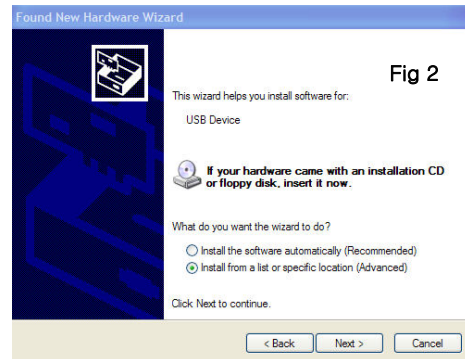 Found New Hardware Wizard
Fig 2
This wizard helps you install software for:
USB Device
If your hardware came with an installation CD
or floppy disk, insert it now.
What do you want the wizard to do?
Install the software automatically (Recommended)
Install from a list or specific location (Advanced)
Click Next to continue.
< Back Next > Cancel